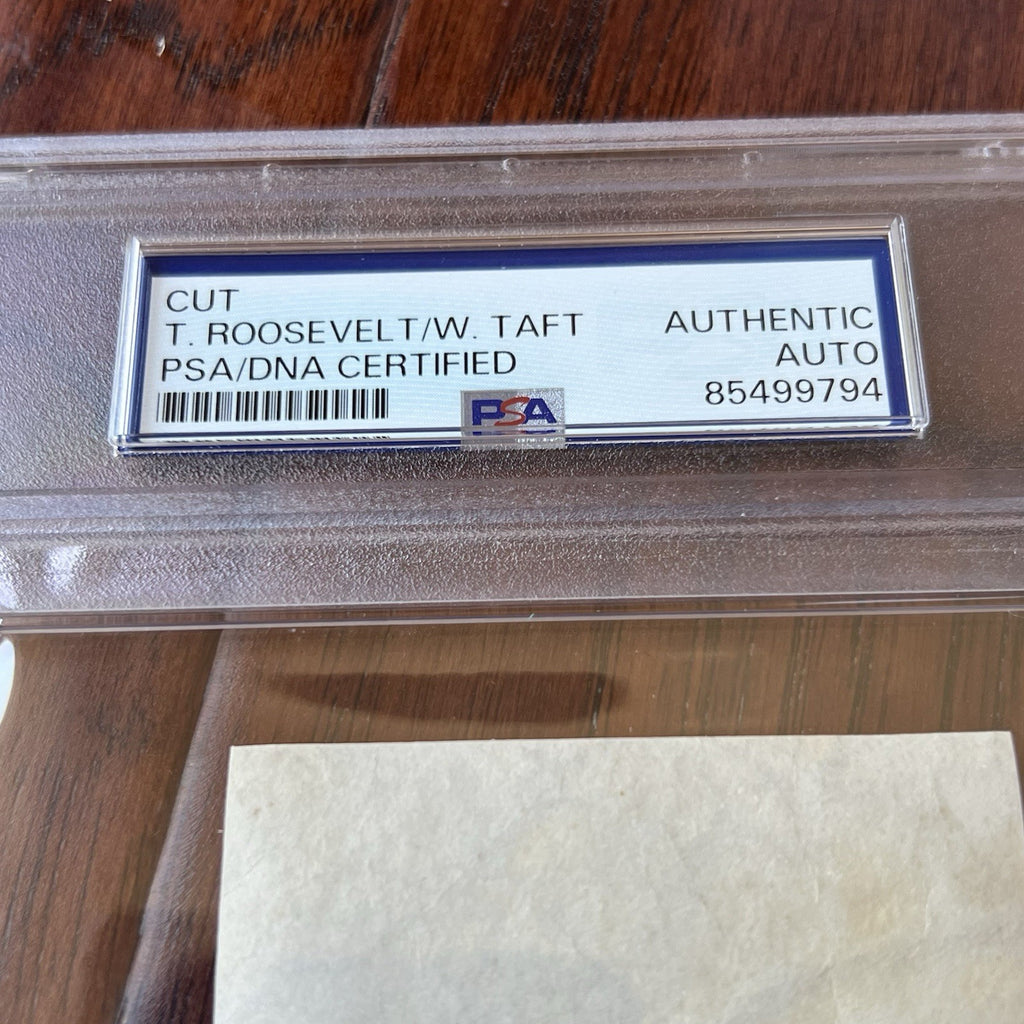 CUT
T. ROOSEVELT/W. TAFT
PSA/DNA CERTIFIED
AUTHENTIC
AUTO
85499794
PSA